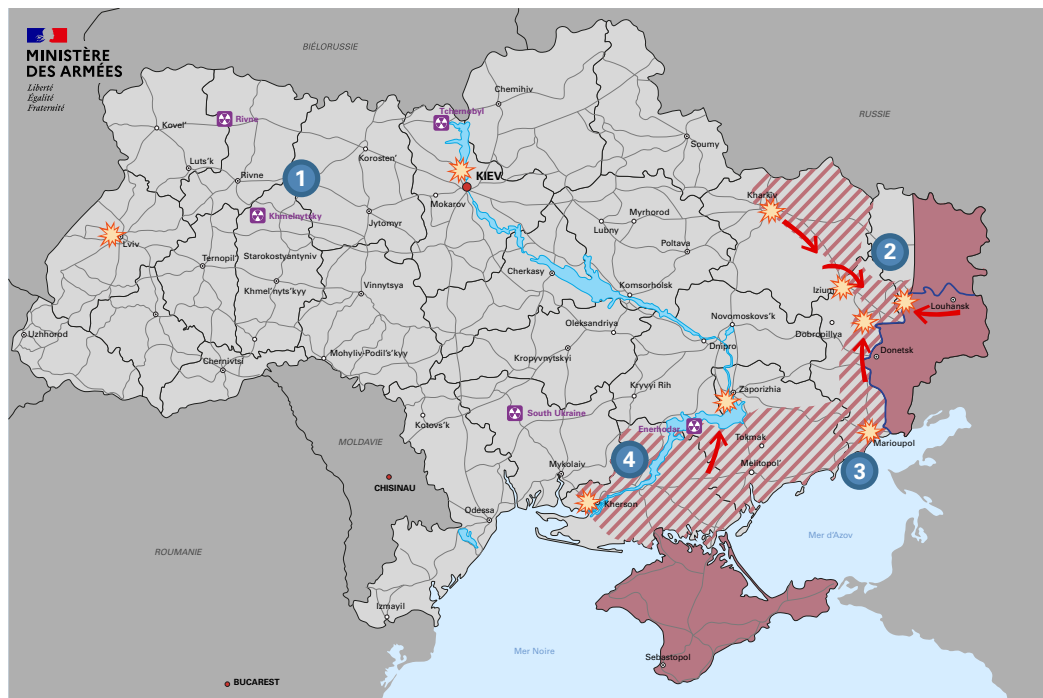 MINISTÈRE
DES ARMÉES
Liberté
Égalité
Fraternité
BIÉLORUSSIE
RUSSIE
Chernihiv
Tchernobyl
Rivne
Kovel'
Soumy
Korosten'
Luts'k
Rivne
1
KIEV
Kharkiv
Mokarov
Khmelnytsky
Jytomyr
Myrhorod
Lubny
Lviv
Poltava
2
Ternopil'
Starokostyantyniv
Cherkasy
Khmel'nyts'kyy
Vinnytsya
Komsorholsk
Izium
Louhansk
Oleksandriya
Novomoskovs'k
Uzhhorod
Dobropillya
Dnipro
Mohyliv-Podil's'kyy
Kropyvnytskyi
Donetsk
Chernivtsi
Kryvyi Rih
Zaporizhia
South Ukraine
Kotovs'k
Enerhodar
Tokmak
Marioupol
MOLDAVIE
4
Mykolaiv
Melitopol'
3
CHISINAU
Kherson
Odessa
Mer d'Azov
ROUMANIE
Izmayil
Mer Noire
Sebastopol
BUCAREST